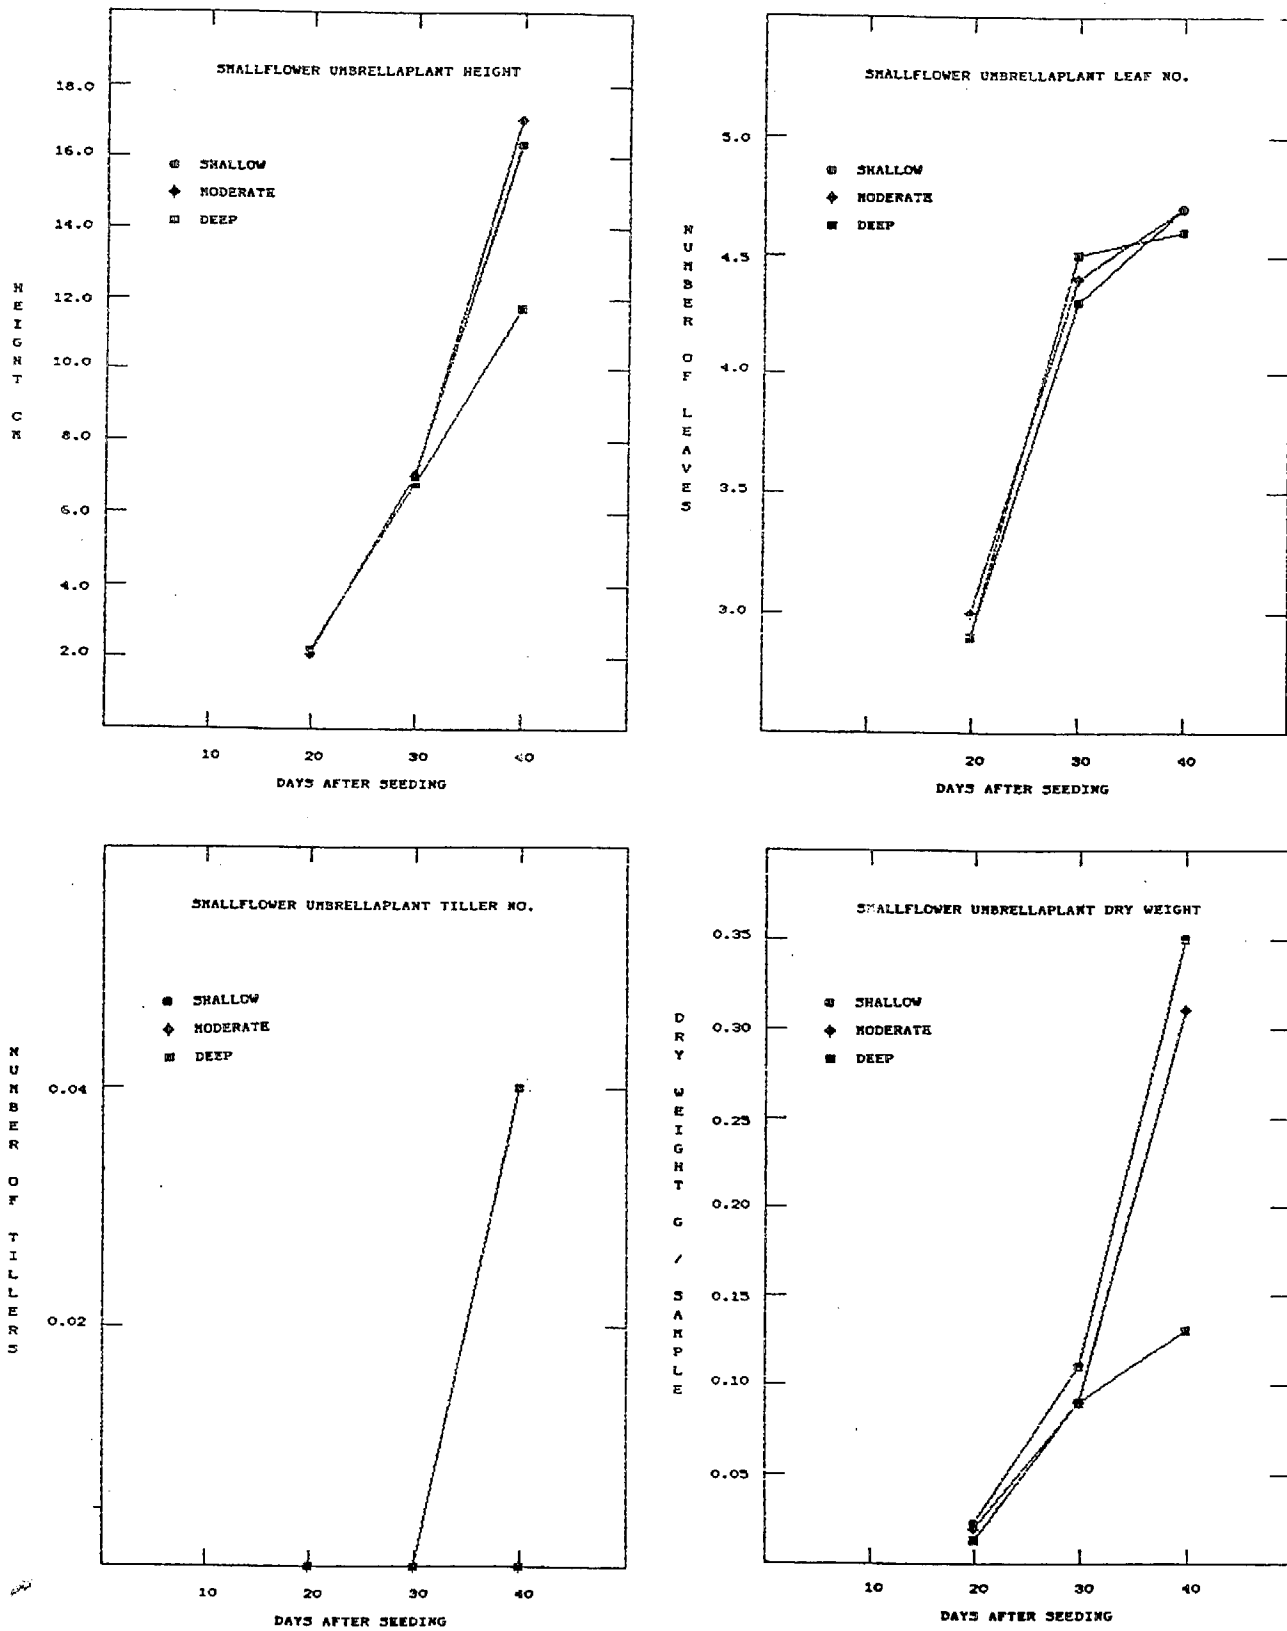 SMALLFLOWER UMBRELLAPLANT HEIGHT
18.0
16.0
14.0
12.0
10.0
8.0
6.0
4.0
2.0
SHALLOW
MODERATE
DEEP
HEIGHT CM
10 20 30 40
DAYS AFTER SEEDING
SMALLFLOWER UMBRELLAPLANT LEAF NO.
5.0
4.5
4.0
3.5
3.0
SHALLOW
MODERATE
DEEP
NUMBER OF LEAVES
20 30 40
DAYS AFTER SEEDING
SMALLFLOWER UMBRELLAPLANT TILLER NO.
SHALLOW
MODERATE
DEEP
0.04
0.02
NUMBER OF TILLERS
10 20 30 40
DAYS AFTER SEEDING
SMALLFLOWER UMBRELLAPLANT DRY WEIGHT
0.35
0.30
0.25
0.20
0.15
0.10
0.05
SHALLOW
MODERATE
DEEP
DRY WEIGHT G / SAMPLE
10 20 30 40
DAYS AFTER SEEDING